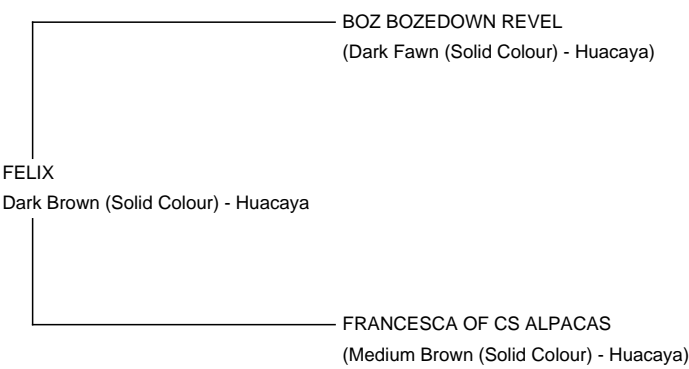 BOZ BOZEDOWN REVEL
(Dark Fawn (Solid Colour) - Huacaya)
FELIX
Dark Brown (Solid Colour) - Huacaya
FRANCESCA OF CS ALPACAS
(Medium Brown (Solid Colour) - Huacaya)